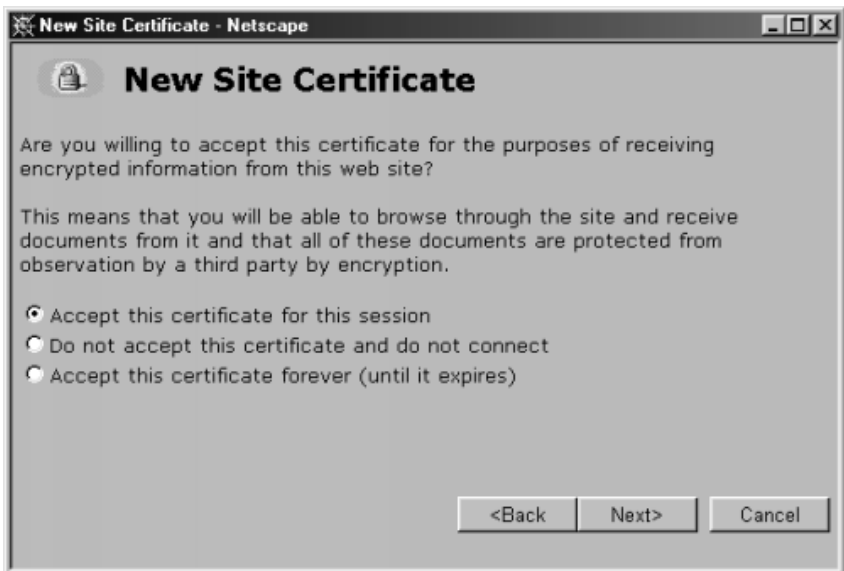 New Site Certificate - Netscape
New Site Certificate
Are you willing to accept this certificate for the purposes of receiving
encrypted information from this web site?
This means that you will be able to browse through the site and receive
documents from it and that all of these documents are protected from
observation by a third party by encryption.
Accept this certificate for this session
Do not accept this certificate and do not connect
Accept this certificate forever (until it expires)
<Back Next> Cancel